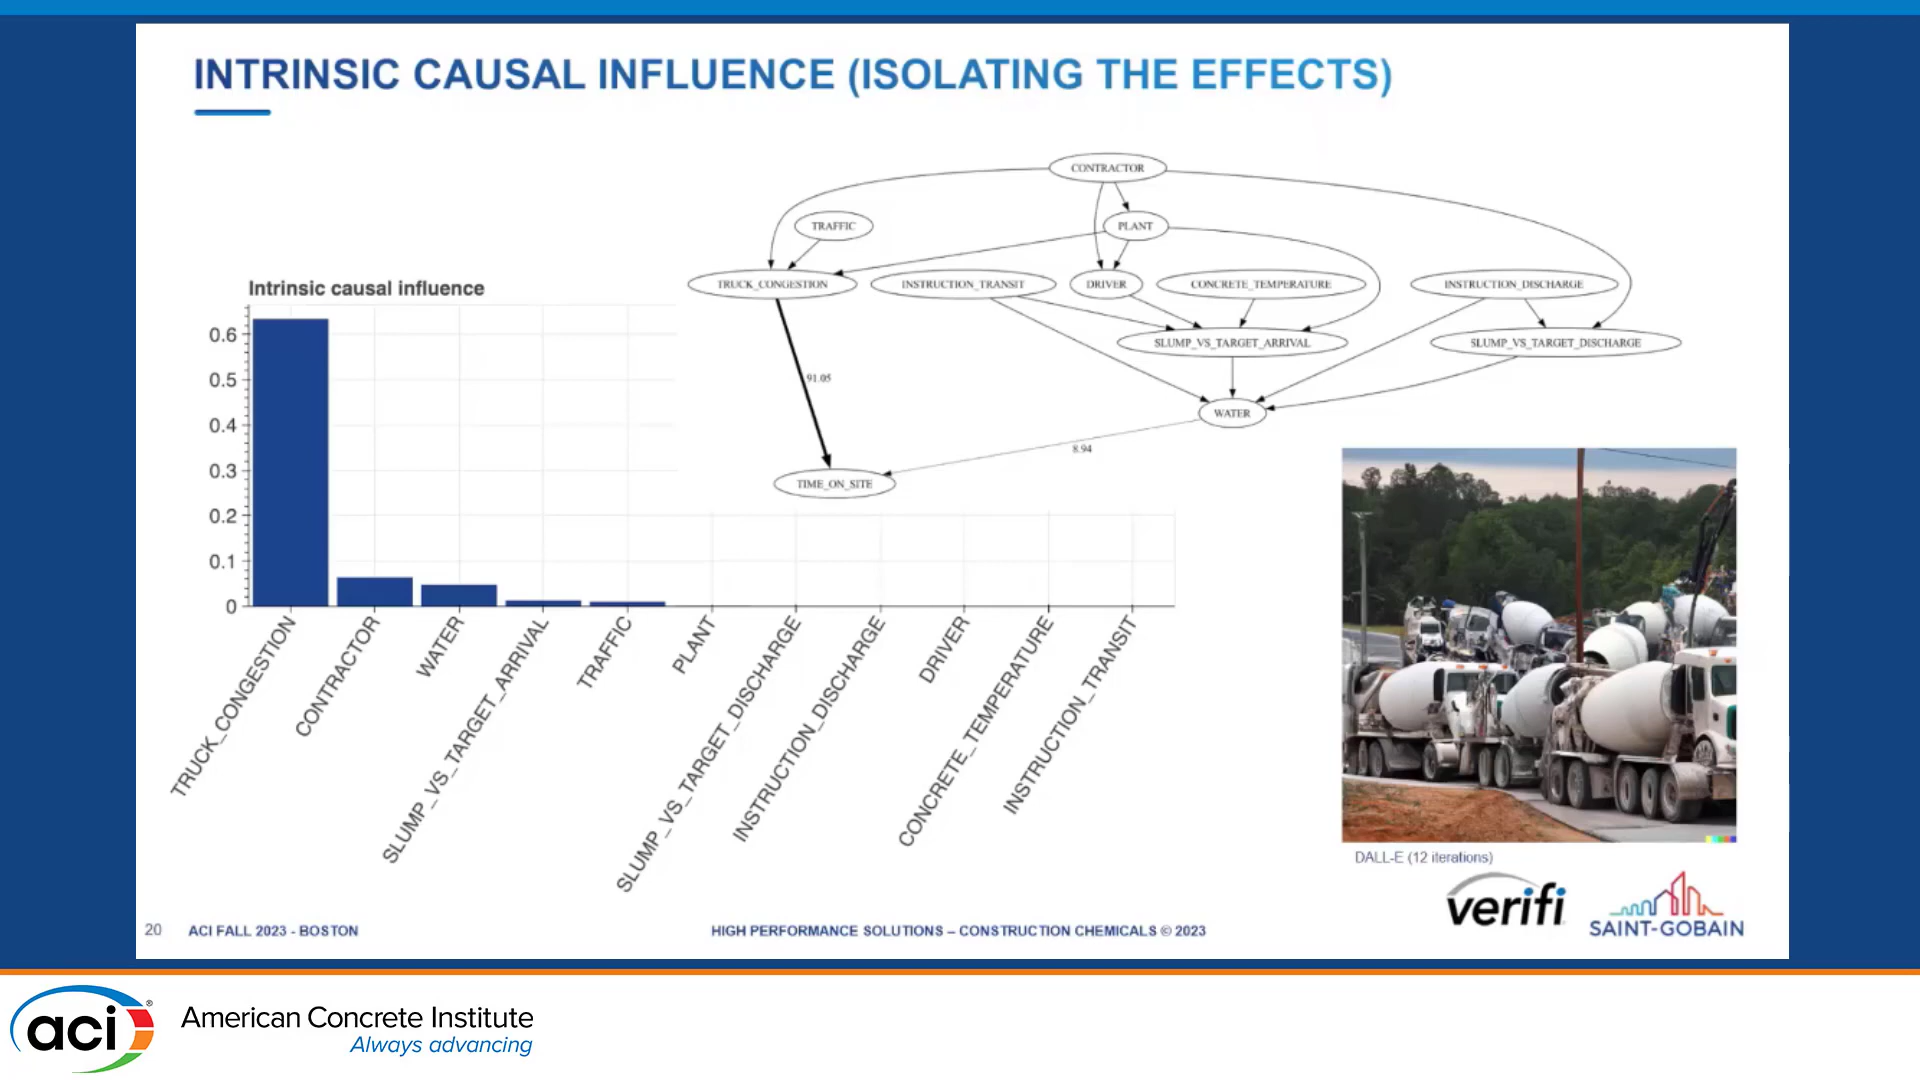 INTRINSIC CAUSAL INFLUENCE (ISOLATING THE EFFECTS)
CONTRACTOR
TRAFFIC
PLANT
TRUCK_CONGESTION
INSTRUCTION_TRANSIT
DRIVER
CONCRETE_TEMPERATURE
INSTRUCTION_DISCHARGE
SLUMP_VS_TARGET_ARRIVAL
SLUMP_VS_TARGET_DISCHARGE
91.05
WATER
8.94
TIME_ON_SITE
Intrinsic causal influence
0.6
0.5
0.4
0.3
0.2
0.1
0
TRUCK_CONGESTION
CONTRACTOR
WATER
SLUMP_VS_TARGET_ARRIVAL
TRAFFIC
PLANT
SLUMP_VS_TARGET_DISCHARGE
INSTRUCTION_DISCHARGE
DRIVER
CONCRETE_TEMPERATURE
INSTRUCTION_TRANSIT
DALL-E (12 iterations)
verifi
SAINT-GOBAIN
20
ACI FALL 2023 - BOSTON
HIGH PERFORMANCE SOLUTIONS – CONSTRUCTION CHEMICALS © 2023
aci®
American Concrete Institute
Always advancing